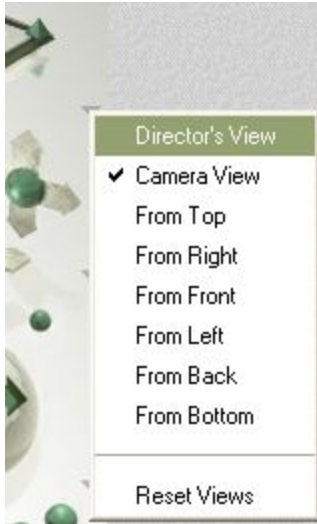 Director's View
Camera View
From Top
From Right
From Front
From Left
From Back
From Bottom
Reset Views